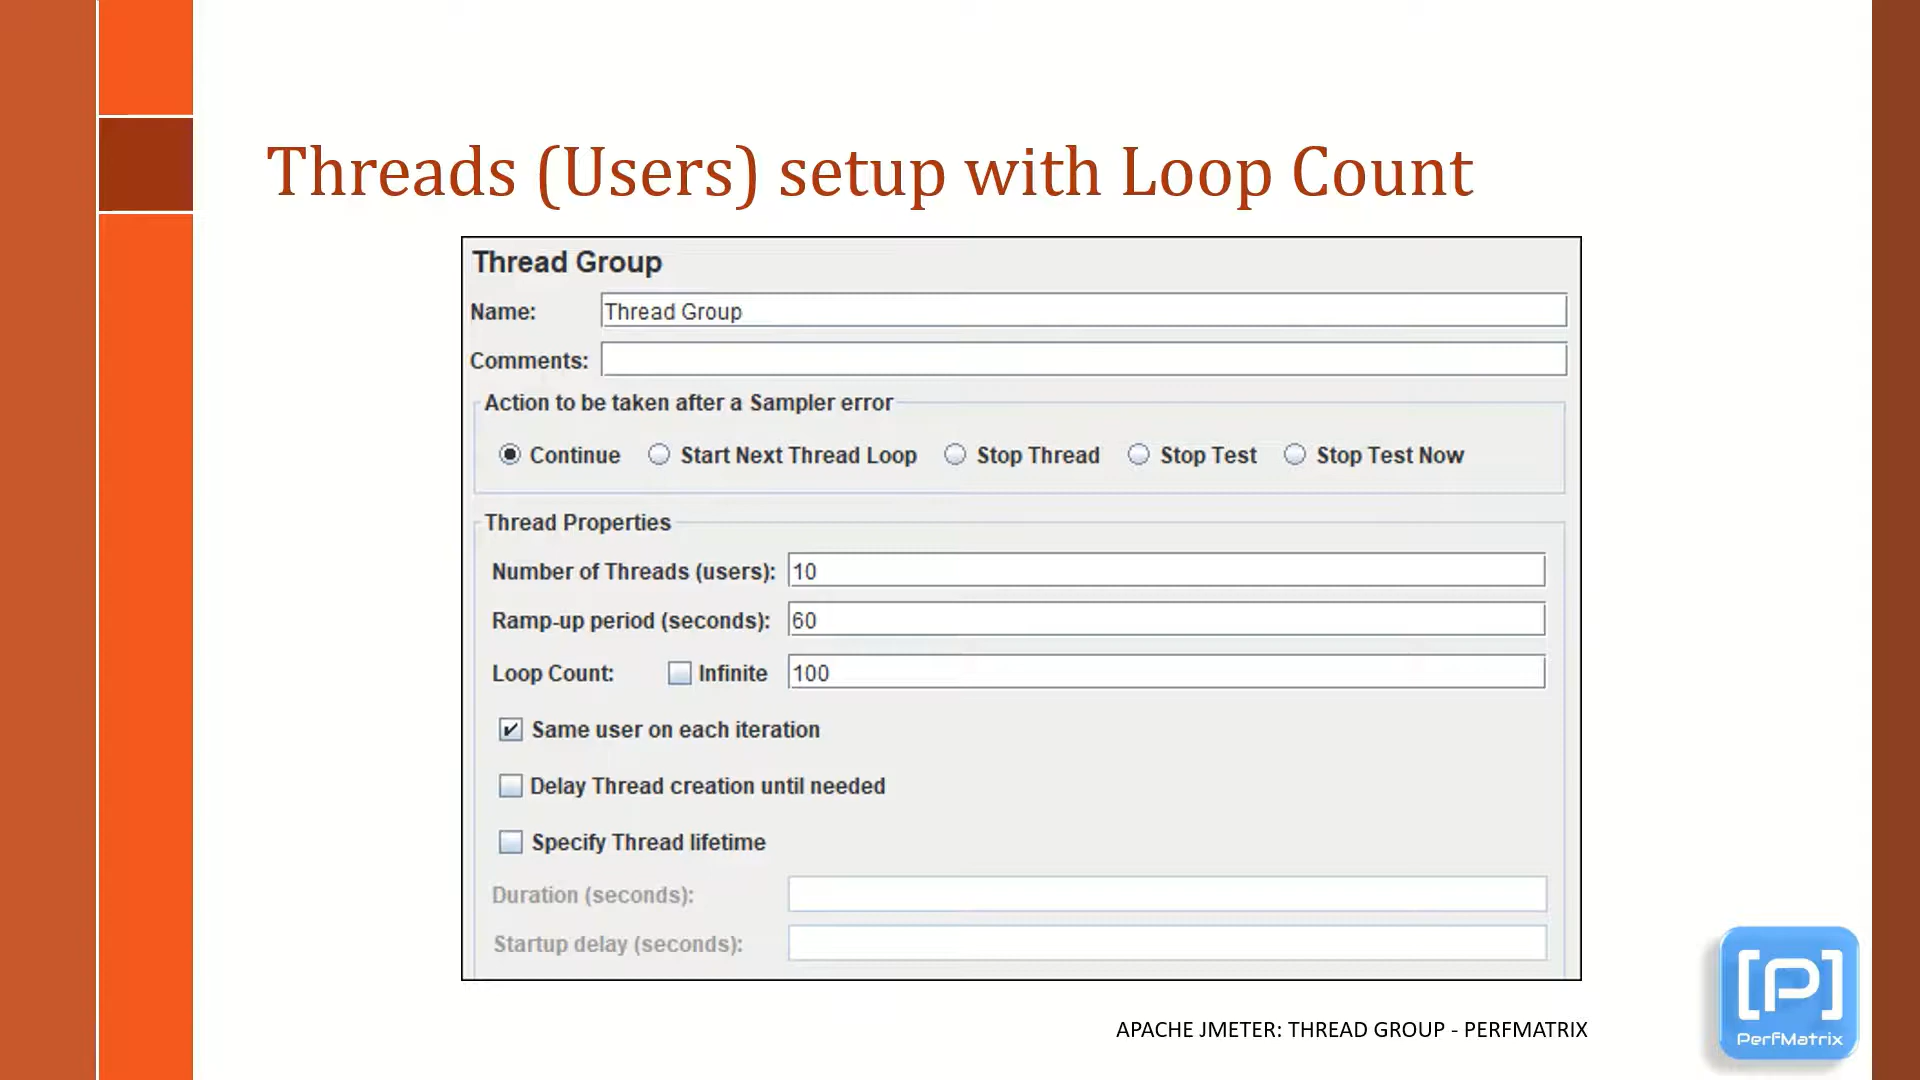 Threads (Users) setup with Loop Count
Thread Group
Name: Thread Group
Comments:
Action to be taken after a Sampler error
Continue Start Next Thread Loop Stop Thread Stop Test Stop Test Now
Thread Properties
Number of Threads (users): 10
Ramp-up period (seconds): 60
Loop Count: Infinite 100
Same user on each iteration
Delay Thread creation until needed
Specify Thread lifetime
Duration (seconds):
Startup delay (seconds):
APACHE JMETER: THREAD GROUP - PERFMATRIX
[P]
PerfMatrix